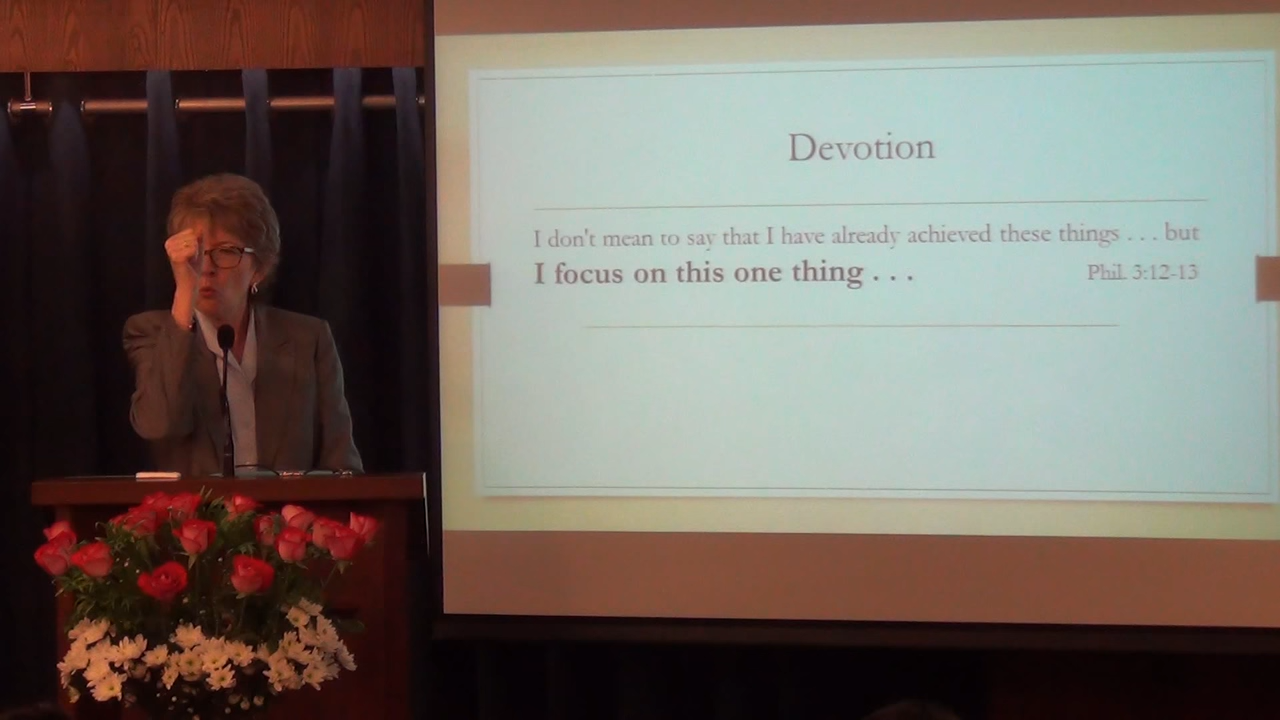 Devotion
I don't mean to say that I have already achieved these things . . . but
I focus on this one thing . . . Phil. 3:12-13